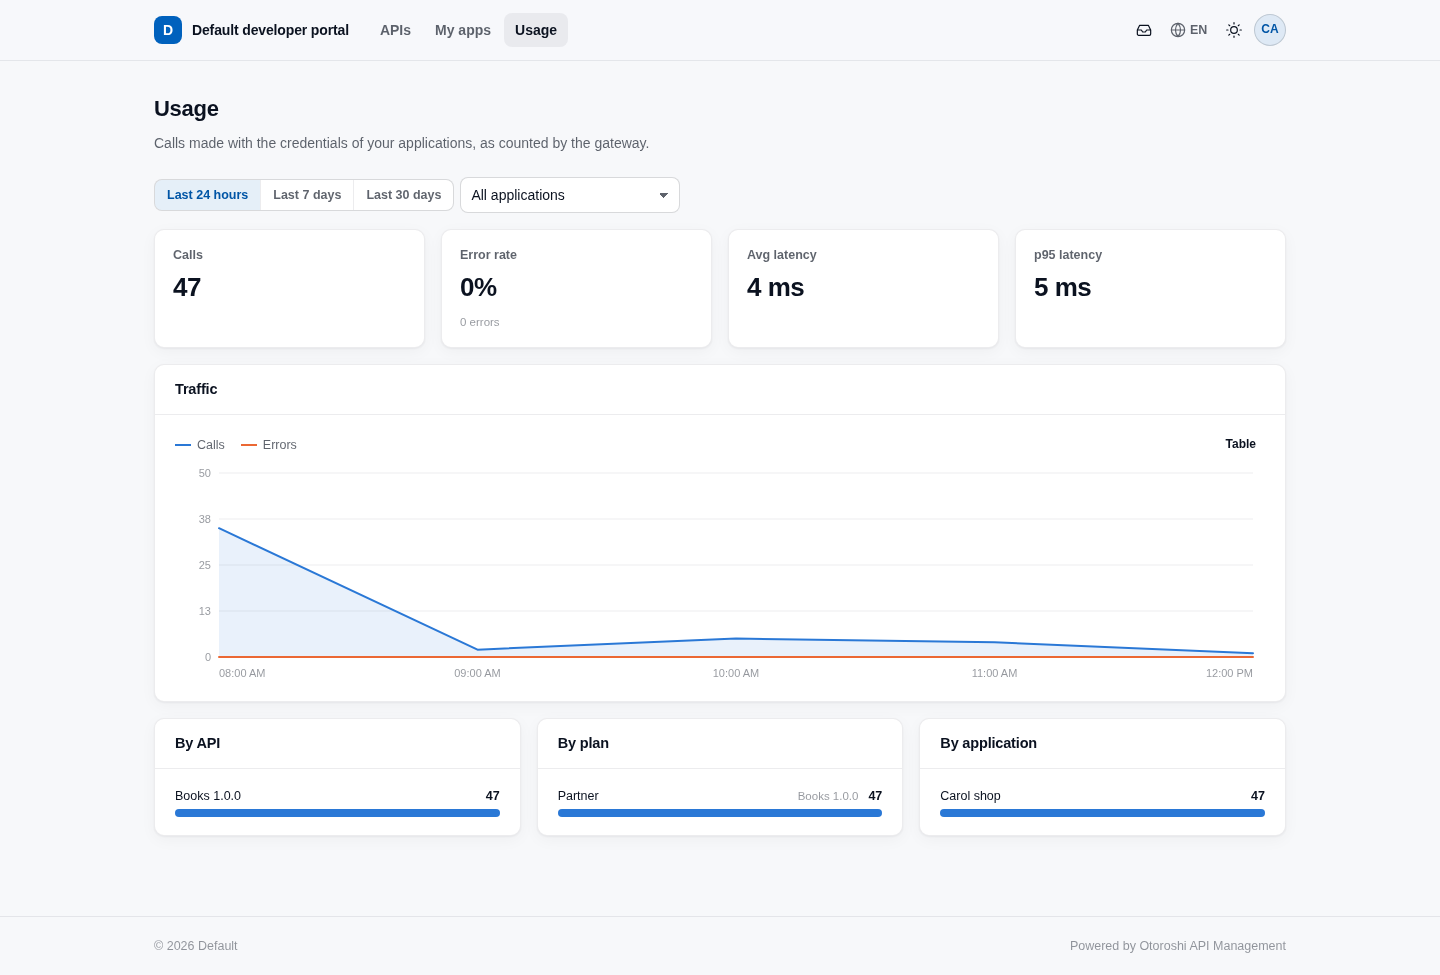 D Default developer portal APIs My apps Usage EN CA
Usage
Calls made with the credentials of your applications, as counted by the gateway.
Last 24 hours Last 7 days Last 30 days All applications
Calls
47
Error rate
0%
0 errors
Avg latency
4 ms
p95 latency
5 ms
Traffic
Calls Errors Table
50
38
25
13
0
08:00 AM 09:00 AM 10:00 AM 11:00 AM 12:00 PM
By API
Books 1.0.0 47
By plan
Partner Books 1.0.0 47
By application
Carol shop 47
© 2026 Default Powered by Otoroshi API Management